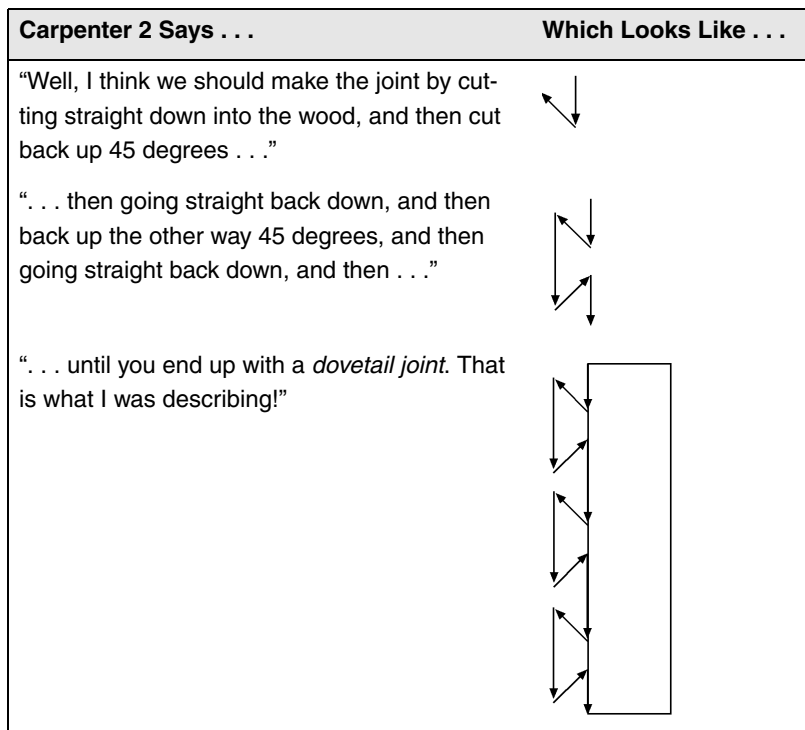 Carpenter 2 Says . . . Which Looks Like . . .
“Well, I think we should make the joint by cut-
ting straight down into the wood, and then cut
back up 45 degrees . . .”
“. . . then going straight back down, and then
back up the other way 45 degrees, and then
going straight back down, and then . . .”
“. . . until you end up with a dovetail joint. That
is what I was describing!”